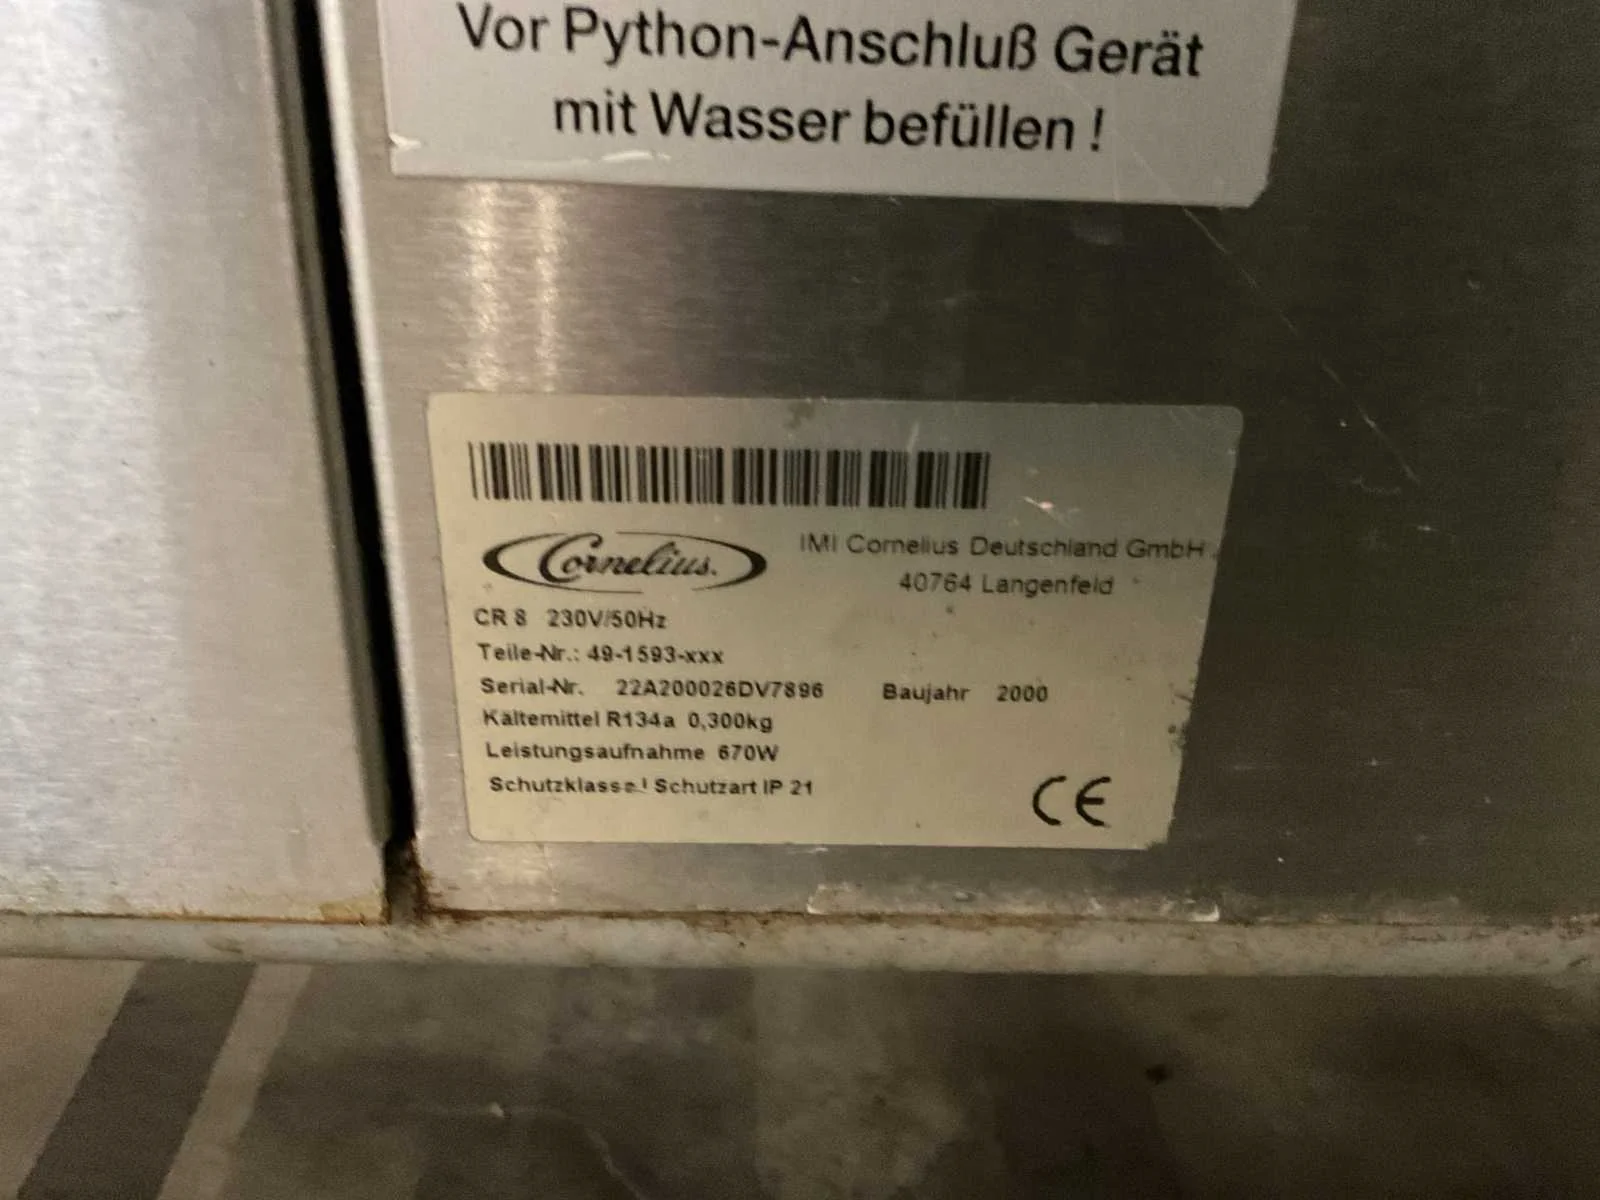 Vor Python-Anschluß Gerät
mit Wasser befüllen !
Cornelius.
IMI Cornelius Deutschland GmbH
40764 Langenfeld
CR 8 230V/50Hz
Teile-Nr.: 49-1593-xxx
Serial-Nr. 22A200026DV7896 Baujahr 2000
Kältemittel R134a 0,300kg
Leistungsaufnahme 670W
Schutzklasse I Schutzart IP 21
CE